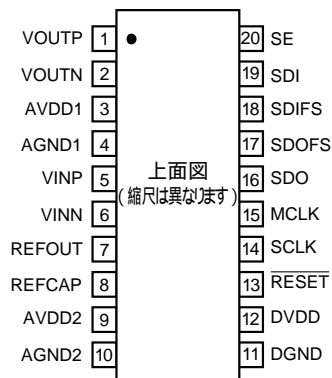 VOUTP 1 20 SE
VOUTN 2 19 SDI
AVDD1 3 18 SDIFS
AGND1 4 17 SDOFS
VINP 5 上面図 16 SDO
VINN 6 (縮尺は異なります) 15 MCLK
REFOUT 7 14 SCLK
REFCAP 8 13 RESET
AVDD2 9 12 DVDD
AGND2 10 11 DGND